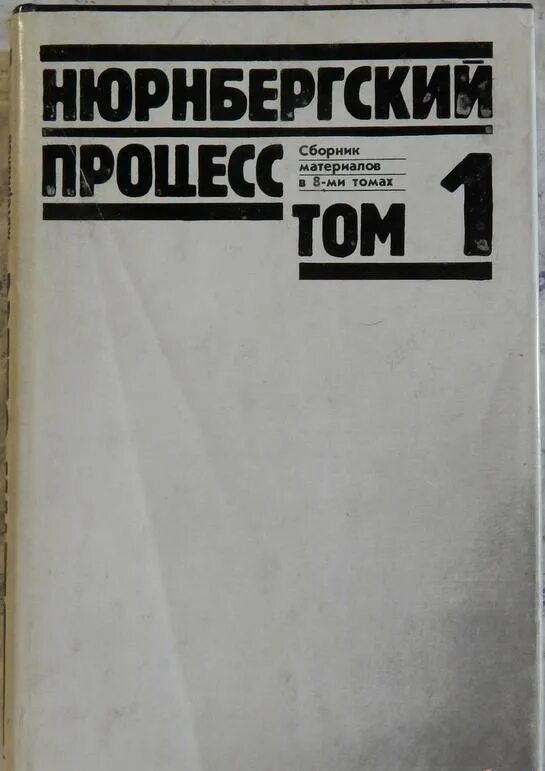 НЮРНБЕРГСКИЙ
ПРОЦЕСС
Сборник
материалов
в 8-ми томах
ТОМ 1